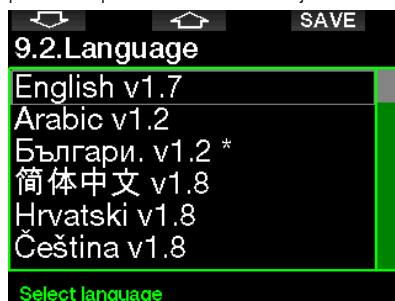 SAVE
9.2.Language
English v1.7
Arabic v1.2
Българи. v1.2 *
简体中文 v1.8
Hrvatski v1.8
Čeština v1.8
Select language